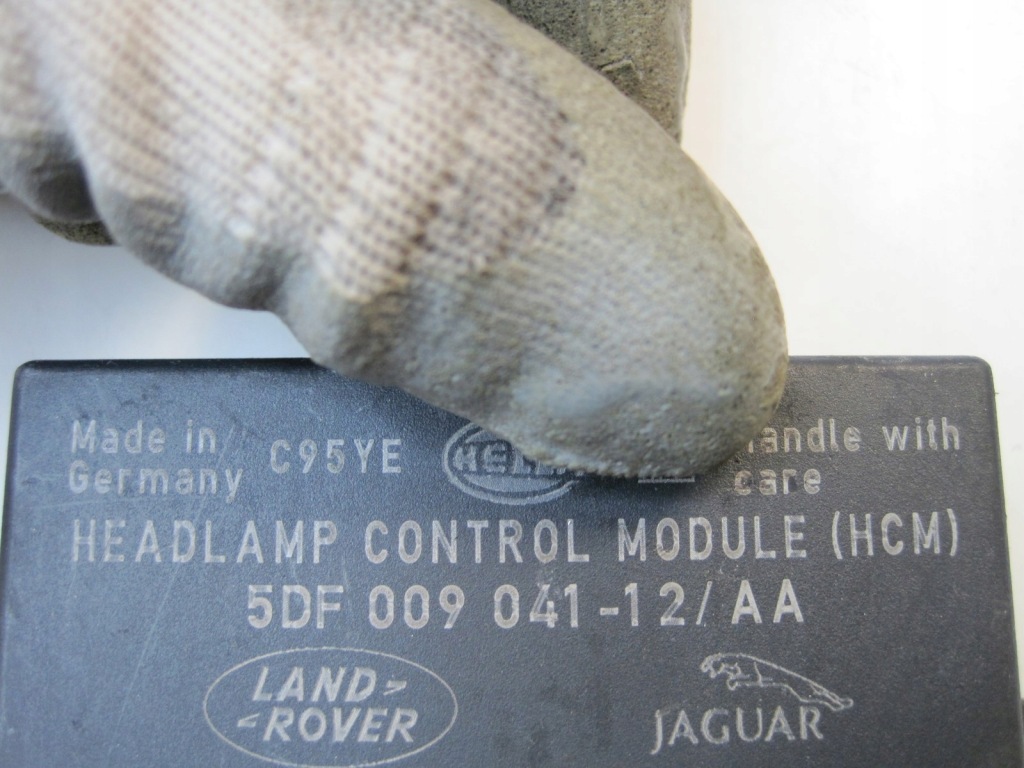 Made in C95YE with
Germany care
HEADLAMP CONTROL MODULE (HCM)
5DF 009 041-12/AA
LAND JAGUAR
ROVER